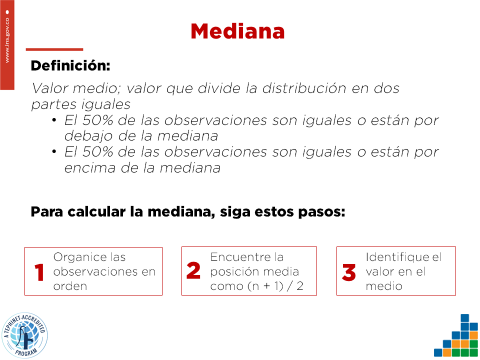 www.ins.gov.co
Mediana
Definición:
Valor medio; valor que divide la distribución en dos
partes iguales
• El 50% de las observaciones son iguales o están por
debajo de la mediana
• El 50% de las observaciones son iguales o están por
encima de la mediana
Para calcular la mediana, siga estos pasos:
1
Organice las
observaciones en
orden
2
Encuentre la
posición media
como (n + 1) / 2
3
Identifique el
valor en el
medio
A TEPHINET ACCREDITED
PROGRAM